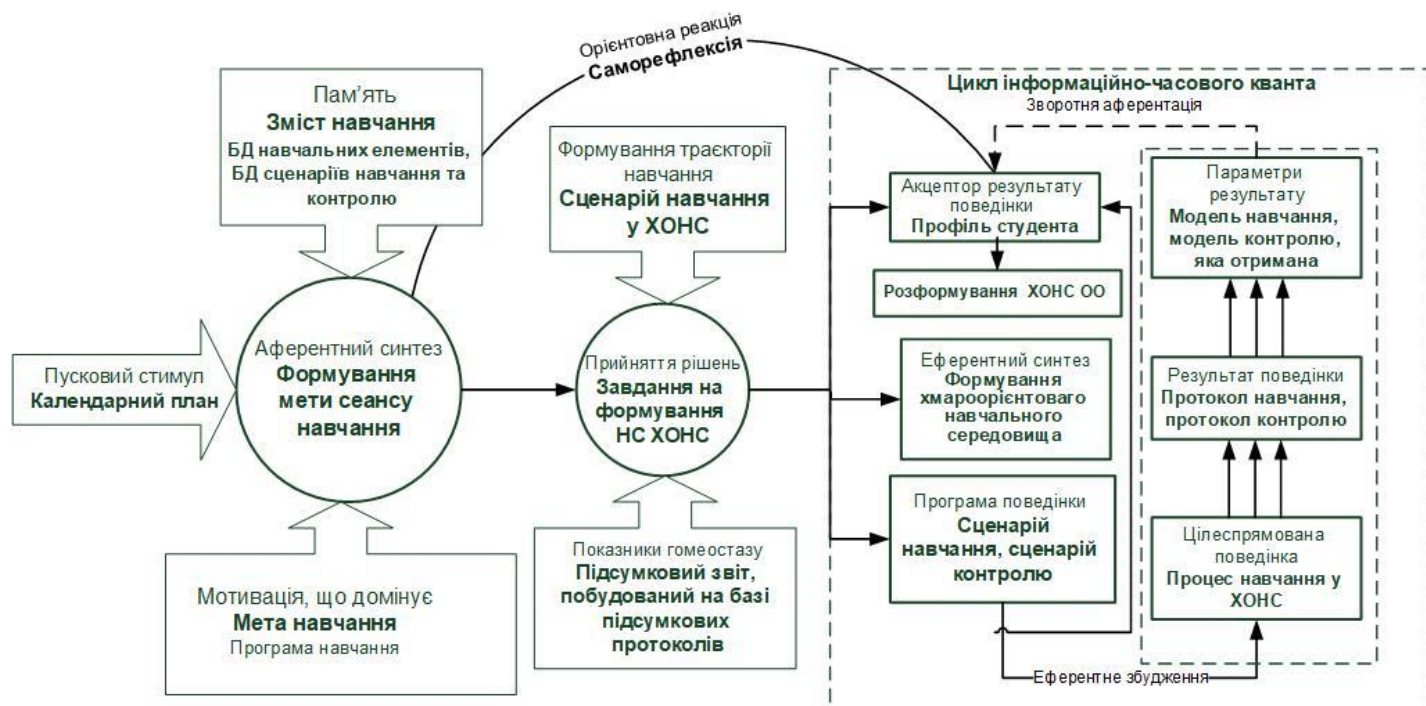 Орієнтовна реакція
Саморефлексія
Пам’ять
Зміст навчання
БД навчальних елементів,
БД сценаріїв навчання та
контролю
Пусковий стимул
Календарний план
Аферентний синтез
Формування
мети сеансу
навчання
Мотивація, що домінує
Мета навчання
Програма навчання
Формування траєкторії
навчання
Сценарій навчання
у ХОНС
Прийняття рішень
Завдання на
формування
НС ХОНС
Показники гомеостазу
Підсумковий звіт,
побудований на базі
підсумкових
протоколів
Цикл інформаційно-часового кванта
Зворотня аферентація
Акцептор результату
поведінки
Профіль студента
Розформування ХОНС ОО
Еферентний синтез
Формування
хмароорієнтоваго
навчального
середовища
Програма поведінки
Сценарій
навчання, сценарій
контролю
Параметри
результату
Модель навчання,
модель контролю,
яка отримана
Результат поведінки
Протокол навчання,
протокол контролю
Цілеспрямована
поведінка
Процес навчання у
ХОНС
Еферентне збудження